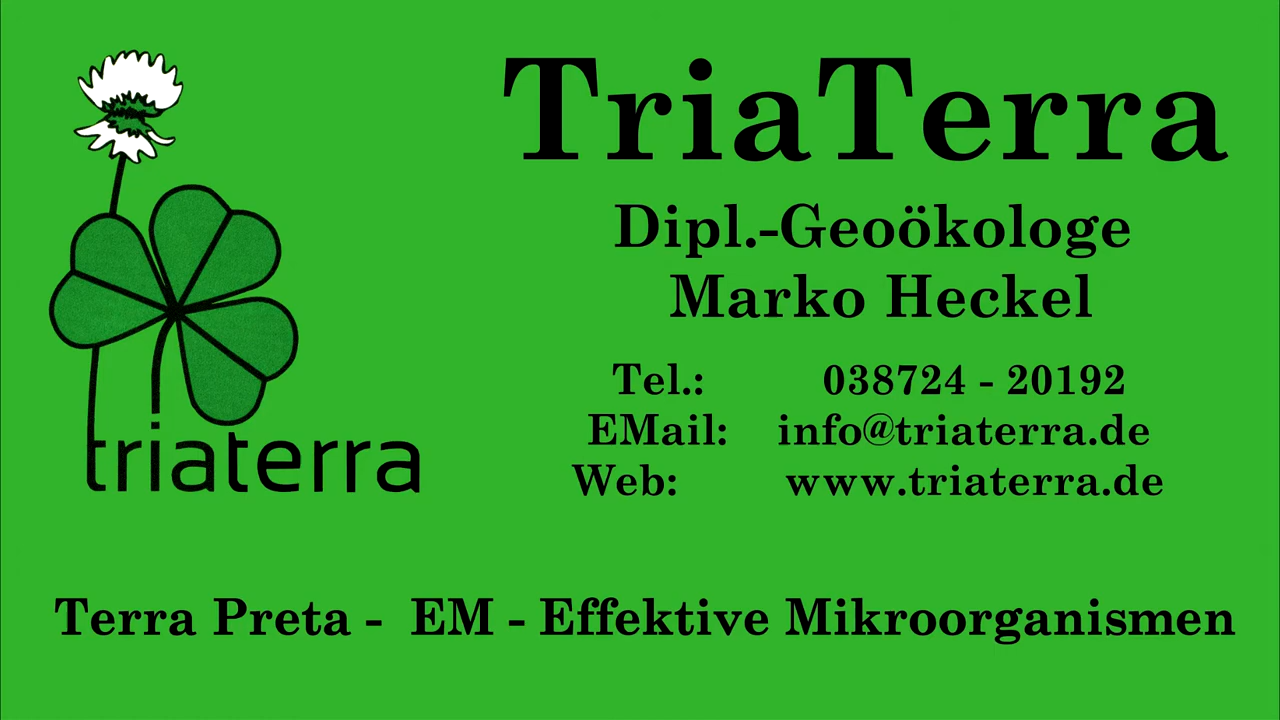 TriaTerra
Dipl.-Geoökologe
Marko Heckel
Tel.: 038724 - 20192
EMail: info@triaterra.de
Web: www.triaterra.de
triaterra
Terra Preta - EM - Effektive Mikroorganismen